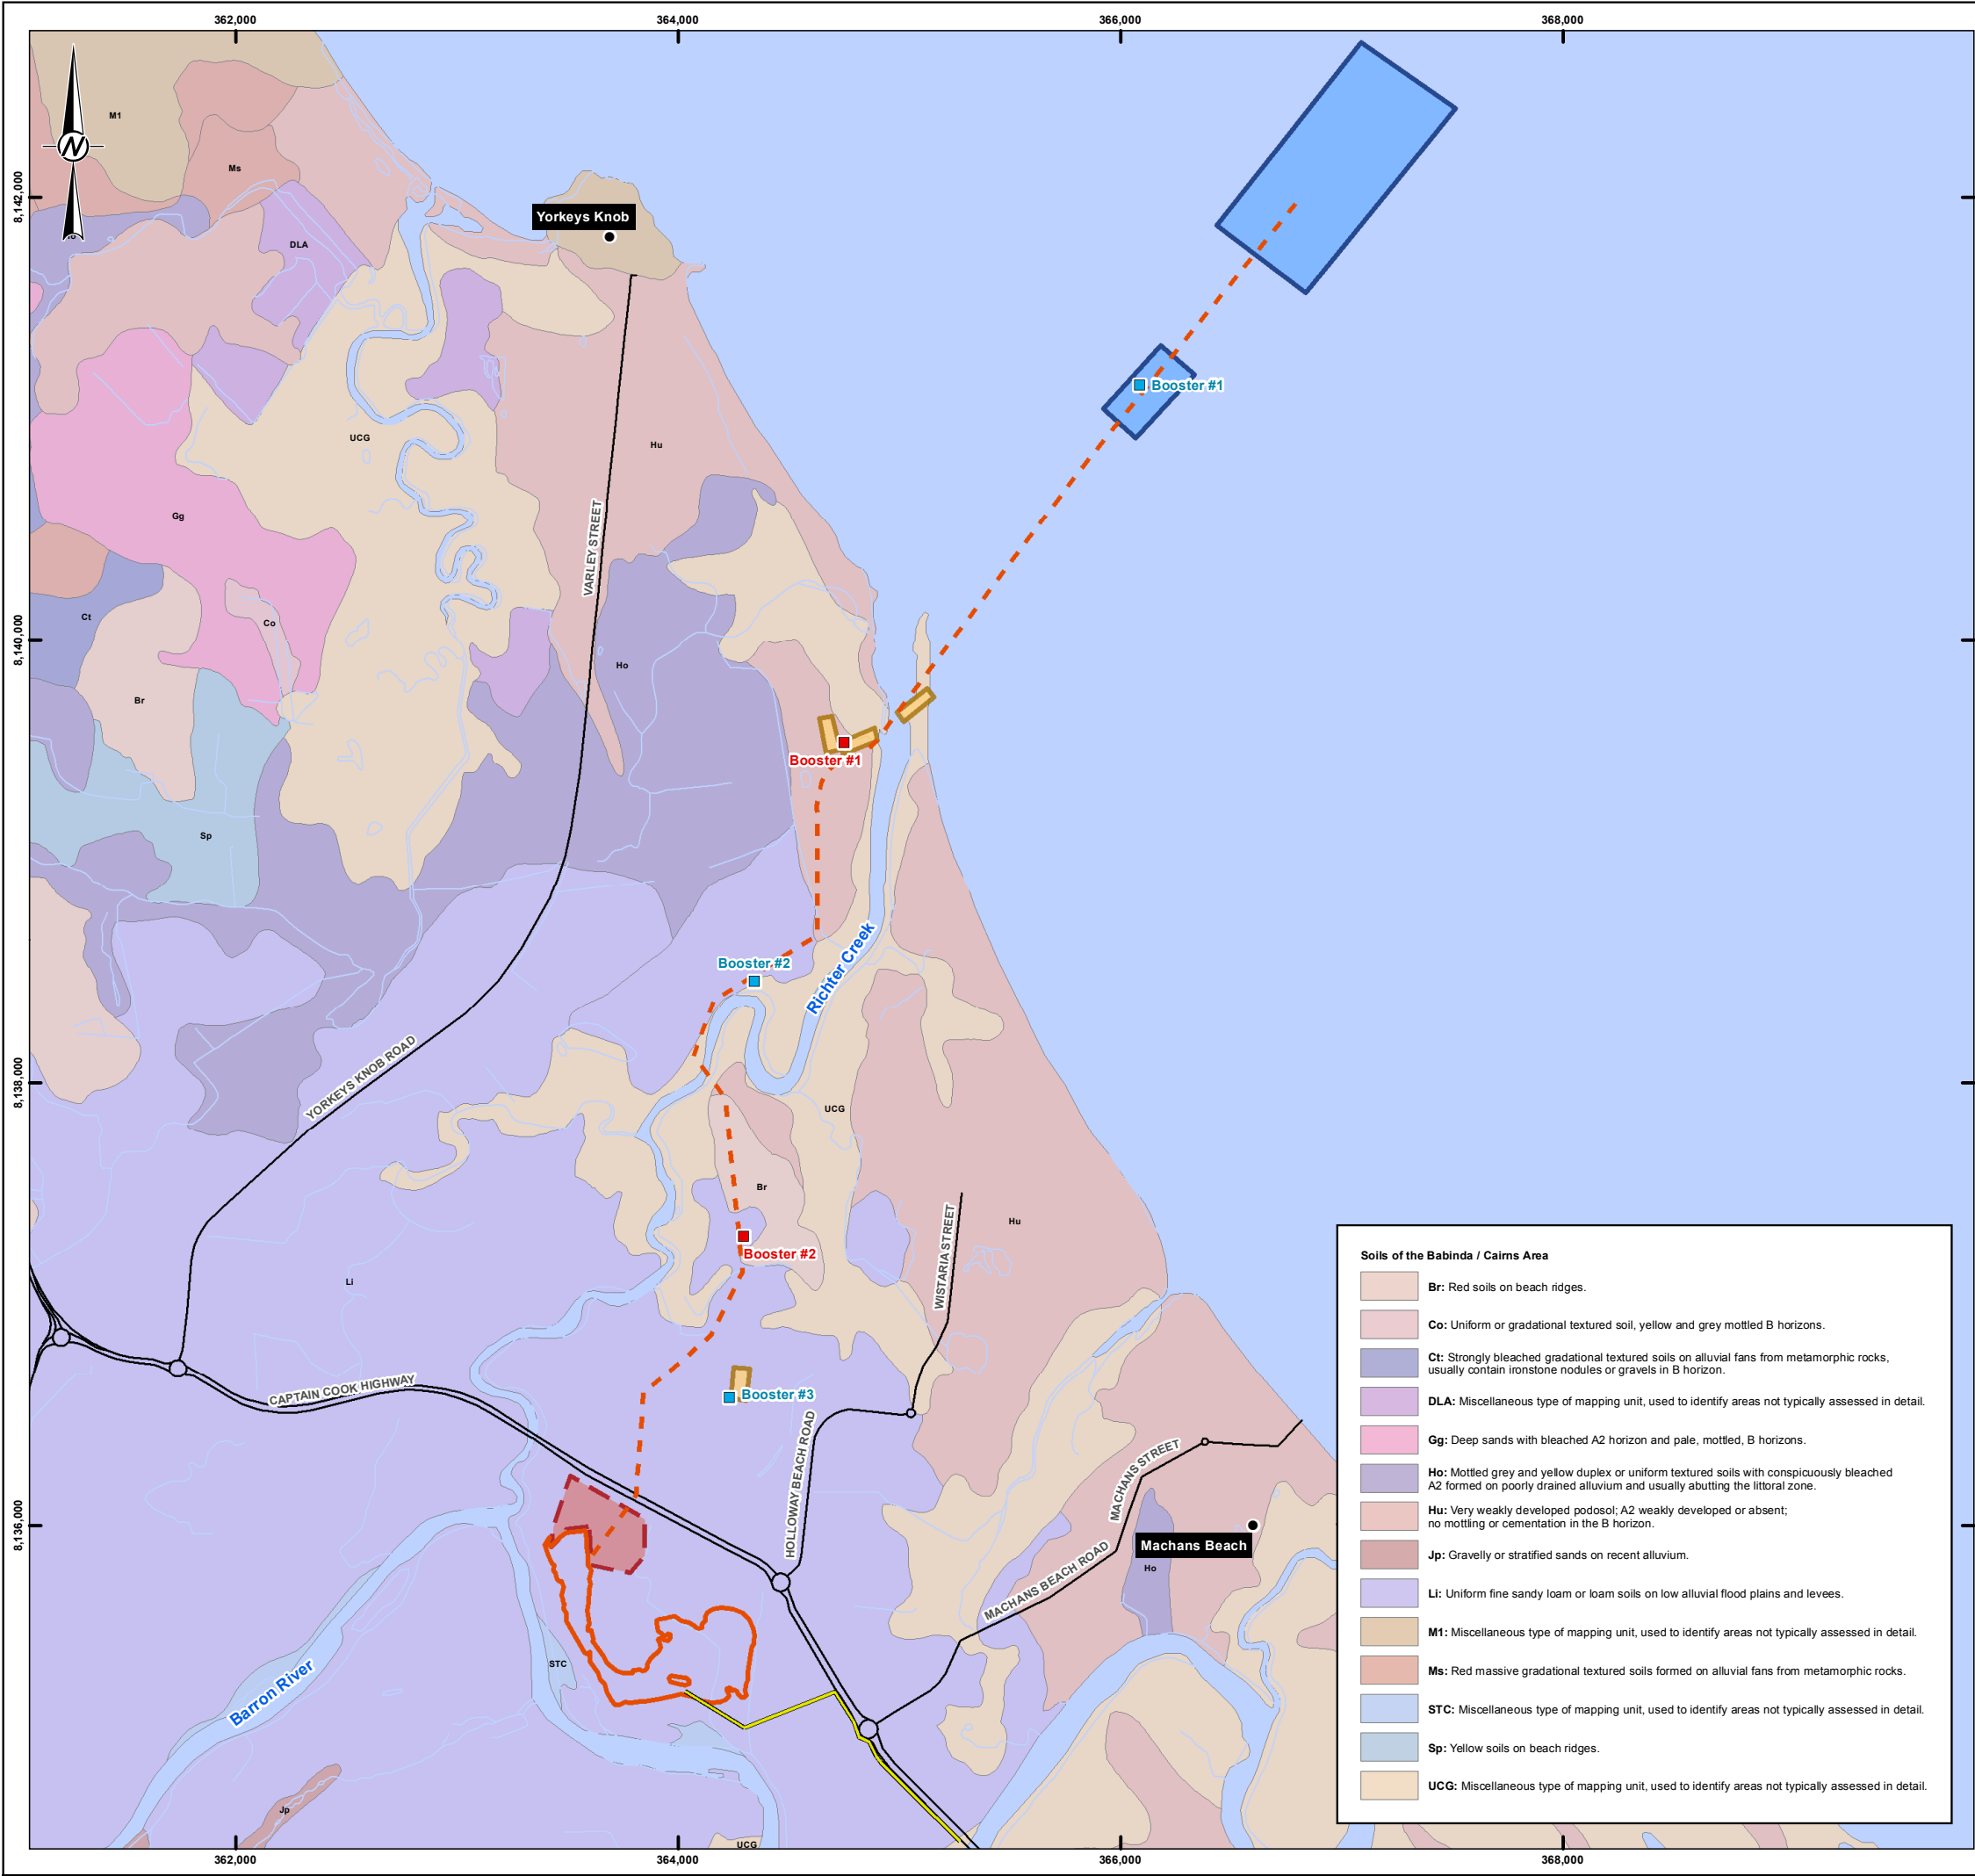 362,000
364,000
366,000
368,000
M1
N
Ms
8,142,000
Yorkeys Knob
DLA
Booster #1
UCG
Hu
Gg
VARLEY STREET
Ct
Co
8,140,000
Ho
Br
Booster #1
Sp
Booster #2
Richter Creek
YORKEYS KNOB ROAD
8,138,000
UCG
Br
Hu
WISTARIA STREET
Booster #2
Li
CAPTAIN COOK HIGHWAY
Booster #3
HOLLOWAY BEACH ROAD
MACHANS STREET
8,136,000
Machans Beach
Ho
MACHANS BEACH ROAD
STC
Barron River
Jp
UCG
Soils of the Babinda / Cairns Area
Br: Red soils on beach ridges.
Co: Uniform or gradational textured soil, yellow and grey mottled B horizons.
Ct: Strongly bleached gradational textured soils on alluvial fans from metamorphic rocks,
usually contain ironstone nodules or gravels in B horizon.
DLA: Miscellaneous type of mapping unit, used to identify areas not typically assessed in detail.
Gg: Deep sands with bleached A2 horizon and pale, mottled, B horizons.
Ho: Mottled grey and yellow duplex or uniform textured soils with conspicuously bleached
A2 formed on poorly drained alluvium and usually abutting the littoral zone.
Hu: Very weakly developed podosol; A2 weakly developed or absent;
no mottling or cementation in the B horizon.
Jp: Gravelly or stratified sands on recent alluvium.
Li: Uniform fine sandy loam or loam soils on low alluvial flood plains and levees.
M1: Miscellaneous type of mapping unit, used to identify areas not typically assessed in detail.
Ms: Red massive gradational textured soils formed on alluvial fans from metamorphic rocks.
STC: Miscellaneous type of mapping unit, used to identify areas not typically assessed in detail.
Sp: Yellow soils on beach ridges.
UCG: Miscellaneous type of mapping unit, used to identify areas not typically assessed in detail.
362,000
364,000
366,000
368,000